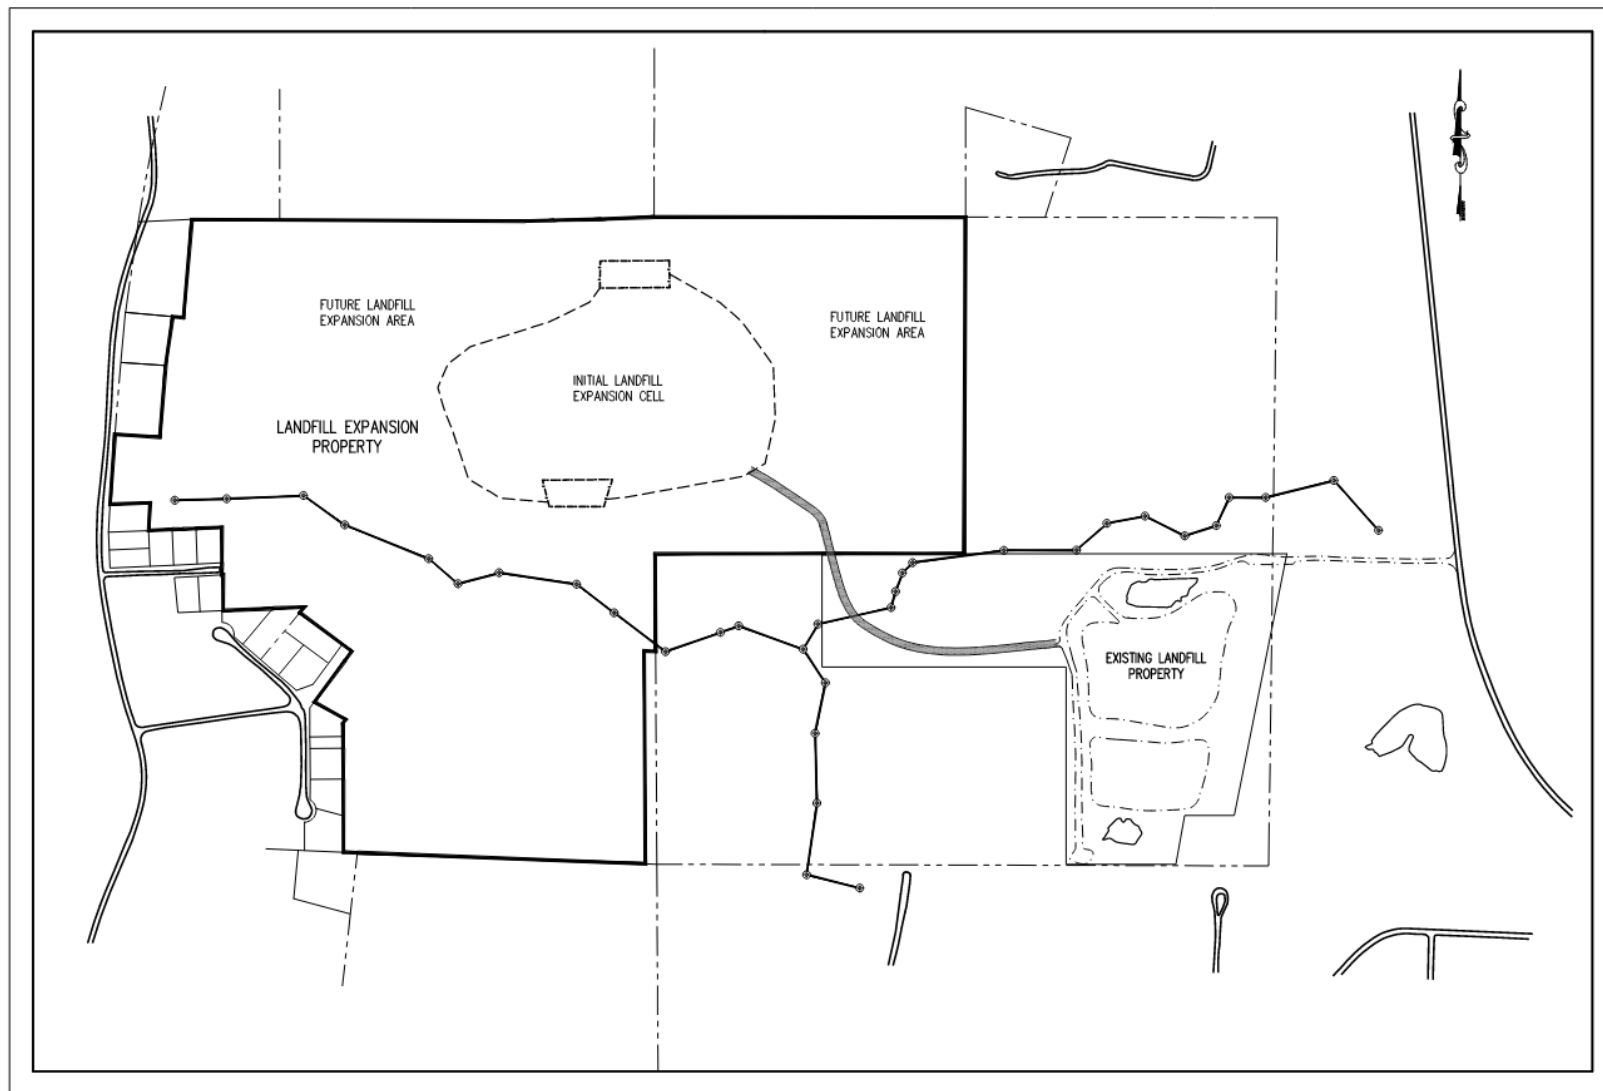 FUTURE LANDFILL
EXPANSION AREA
FUTURE LANDFILL
EXPANSION AREA
INITIAL LANDFILL
EXPANSION CELL
LANDFILL EXPANSION
PROPERTY
EXISTING LANDFILL
PROPERTY